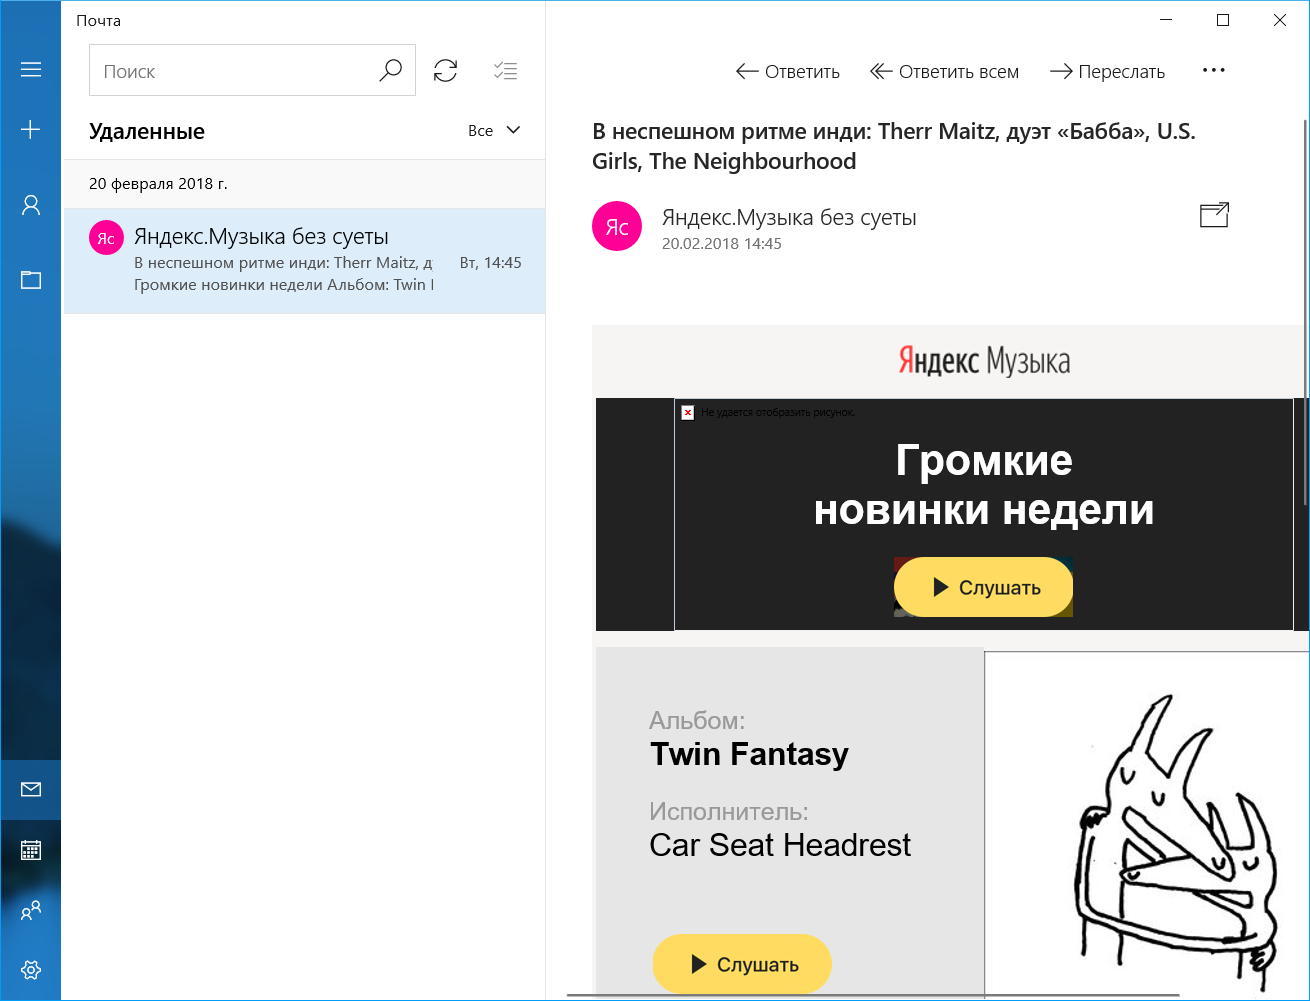 Почта
Поиск
Удаленные
Все
20 февраля 2018 г.
Яс
Яндекс.Музыка без суеты
В неспешном ритме инди: Therr Maitz, д
Вт, 14:45
Громкие новинки недели Альбом: Twin
Ответить
Ответить всем
Переслать
В неспешном ритме инди: Therr Maitz, дуэт «Бабба», U.S.
Girls, The Neighbourhood
Яс
Яндекс.Музыка без суеты
20.02.2018 14:45
Яндекс Музыка
Не удается отобразить рисунок.
Громкие
новинки недели
Слушать
Альбом:
Twin Fantasy
Исполнитель:
Car Seat Headrest
Слушать